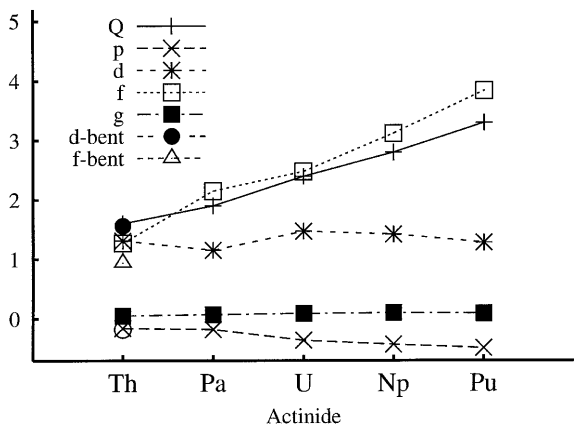 5
4
3
2
1
0
Q
p
d
f
g
d-bent
f-bent
Th Pa U Np Pu
Actinide